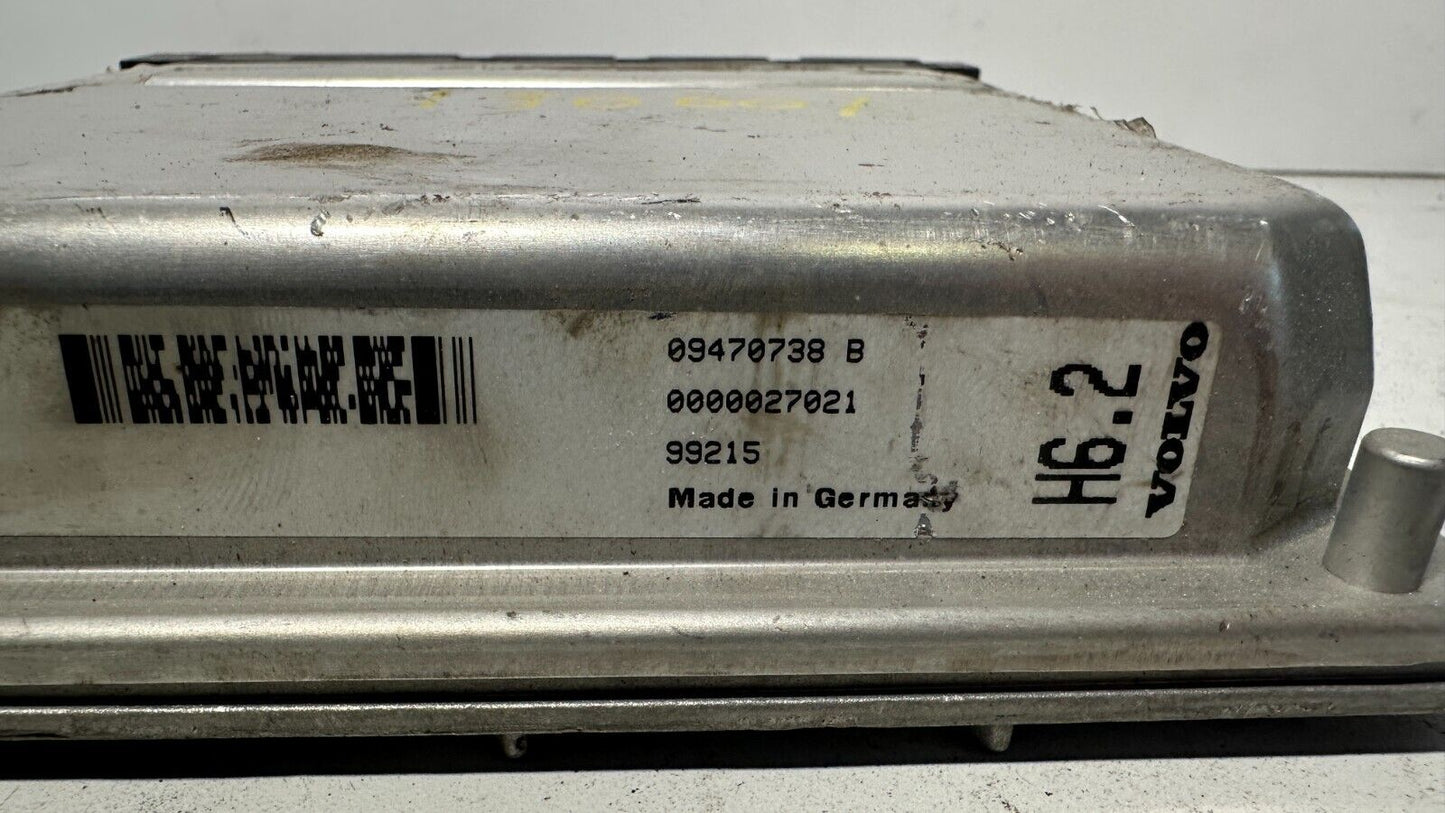 09470738 B
0000027021
99215
Made in Germany
H6.2
VOLVO